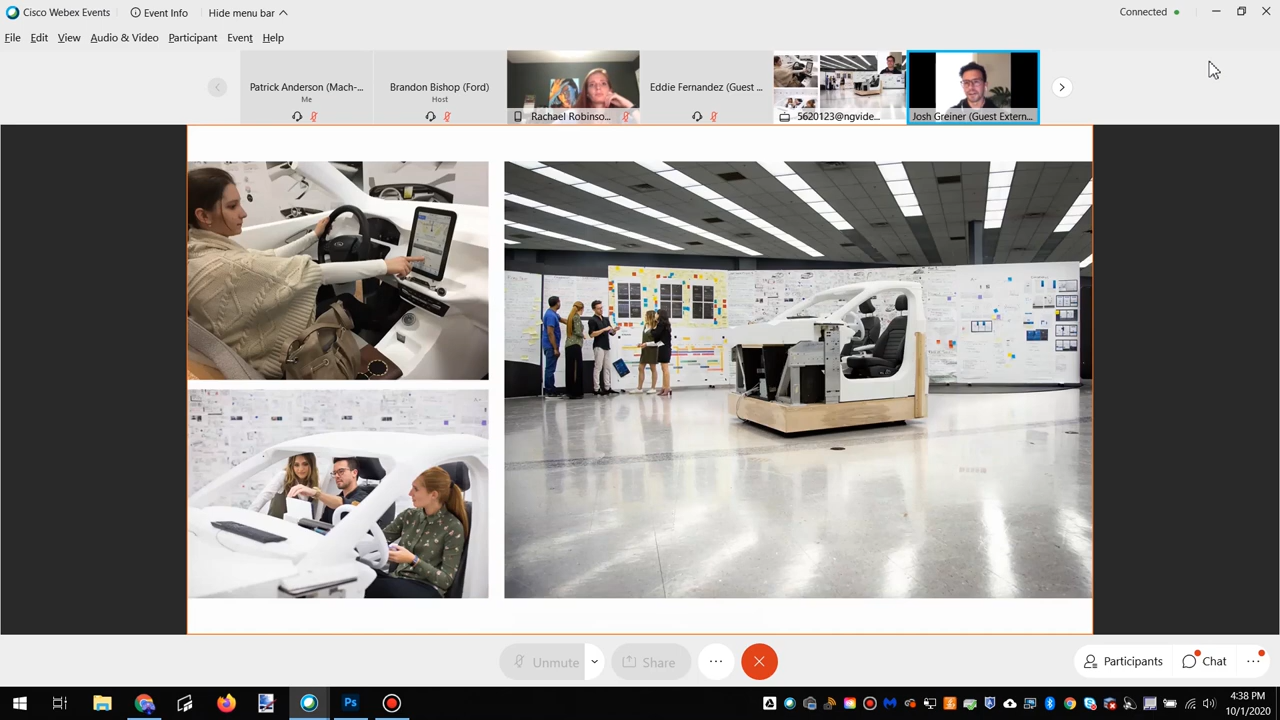 Cisco Webex Events
Event Info
Hide menu bar
Connected
File Edit View Audio & Video Participant Event Help
Patrick Anderson (Mach-...
Me
Brandon Bishop (Ford)
Host
Rachael Robinso...
Eddie Fernandez (Guest ...
5620123@ngvide...
Josh Greiner (Guest Extern...
Unmute
Share
Participants
Chat
4:38 PM
10/1/2020